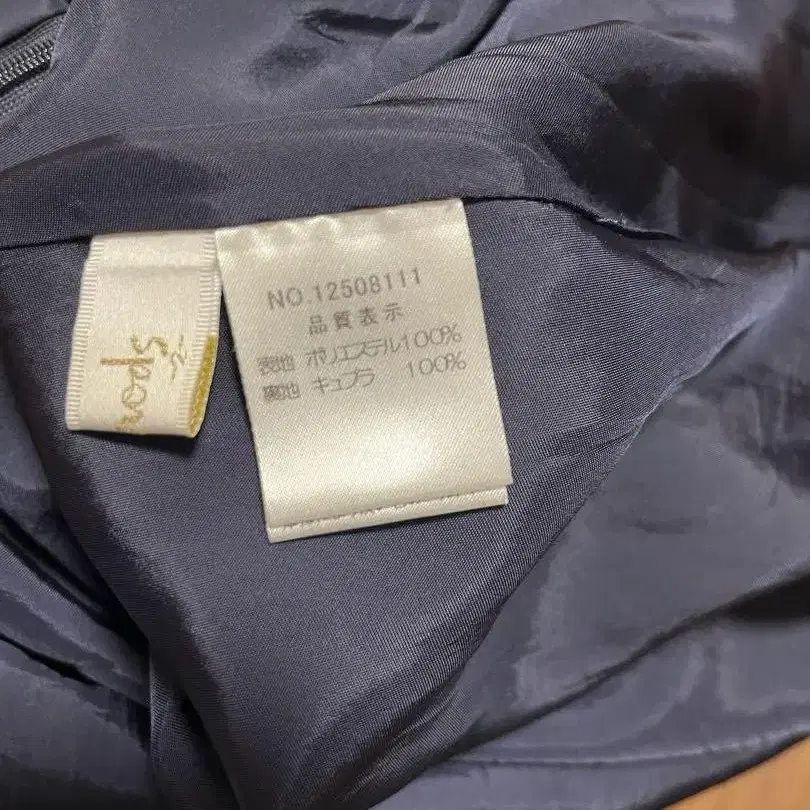 NO.12508111
品質表示
表地 ポリエステル100%
裏地 キュプラ 100%
-2-